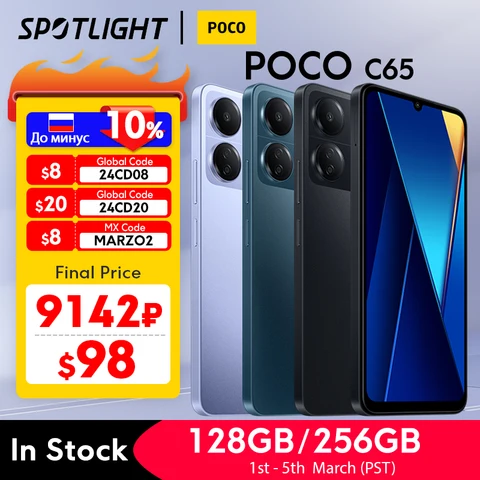 SPOTLIGHT | POCO
POCO C65
До минус 10%
$8 Global Code
24CD08
$20 Global Code
24CD20
$8 MX Code
MARZO2
Final Price
9142₽
$98
In Stock
128GB/256GB
1st - 5th March (PST)